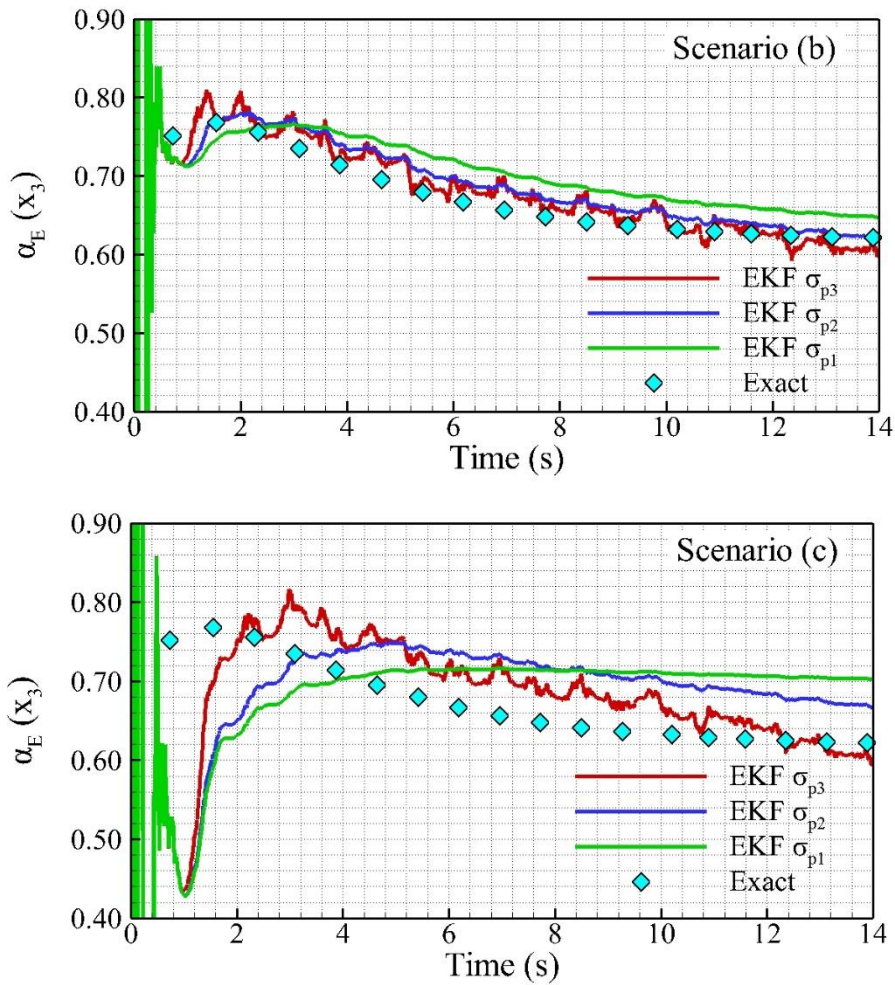 0.90
Scenario (b)
0.80
0.70
0.60
0.50
0.40
α_E (x_3)
EKF σ_p3
EKF σ_p2
EKF σ_p1
Exact
0 2 4 6 8 10 12 14
Time (s)
0.90
Scenario (c)
0.80
0.70
0.60
0.50
0.40
α_E (x_3)
EKF σ_p3
EKF σ_p2
EKF σ_p1
Exact
0 2 4 6 8 10 12 14
Time (s)